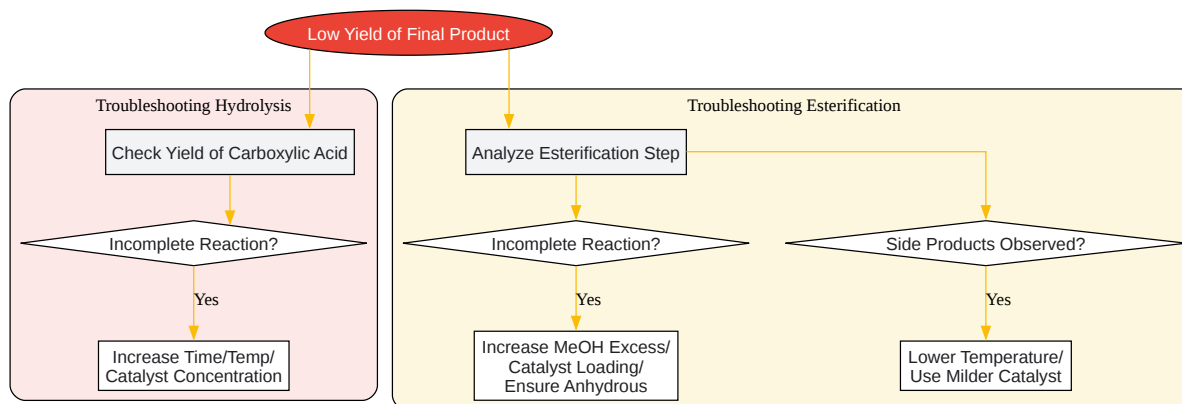 Low Yield of Final Product
Troubleshooting Hydrolysis
Check Yield of Carboxylic Acid
Incomplete Reaction?
Yes
Increase Time/Temp/
Catalyst Concentration
Troubleshooting Esterification
Analyze Esterification Step
Incomplete Reaction?
Yes
Increase MeOH Excess/
Catalyst Loading/
Ensure Anhydrous
Side Products Observed?
Yes
Lower Temperature/
Use Milder Catalyst